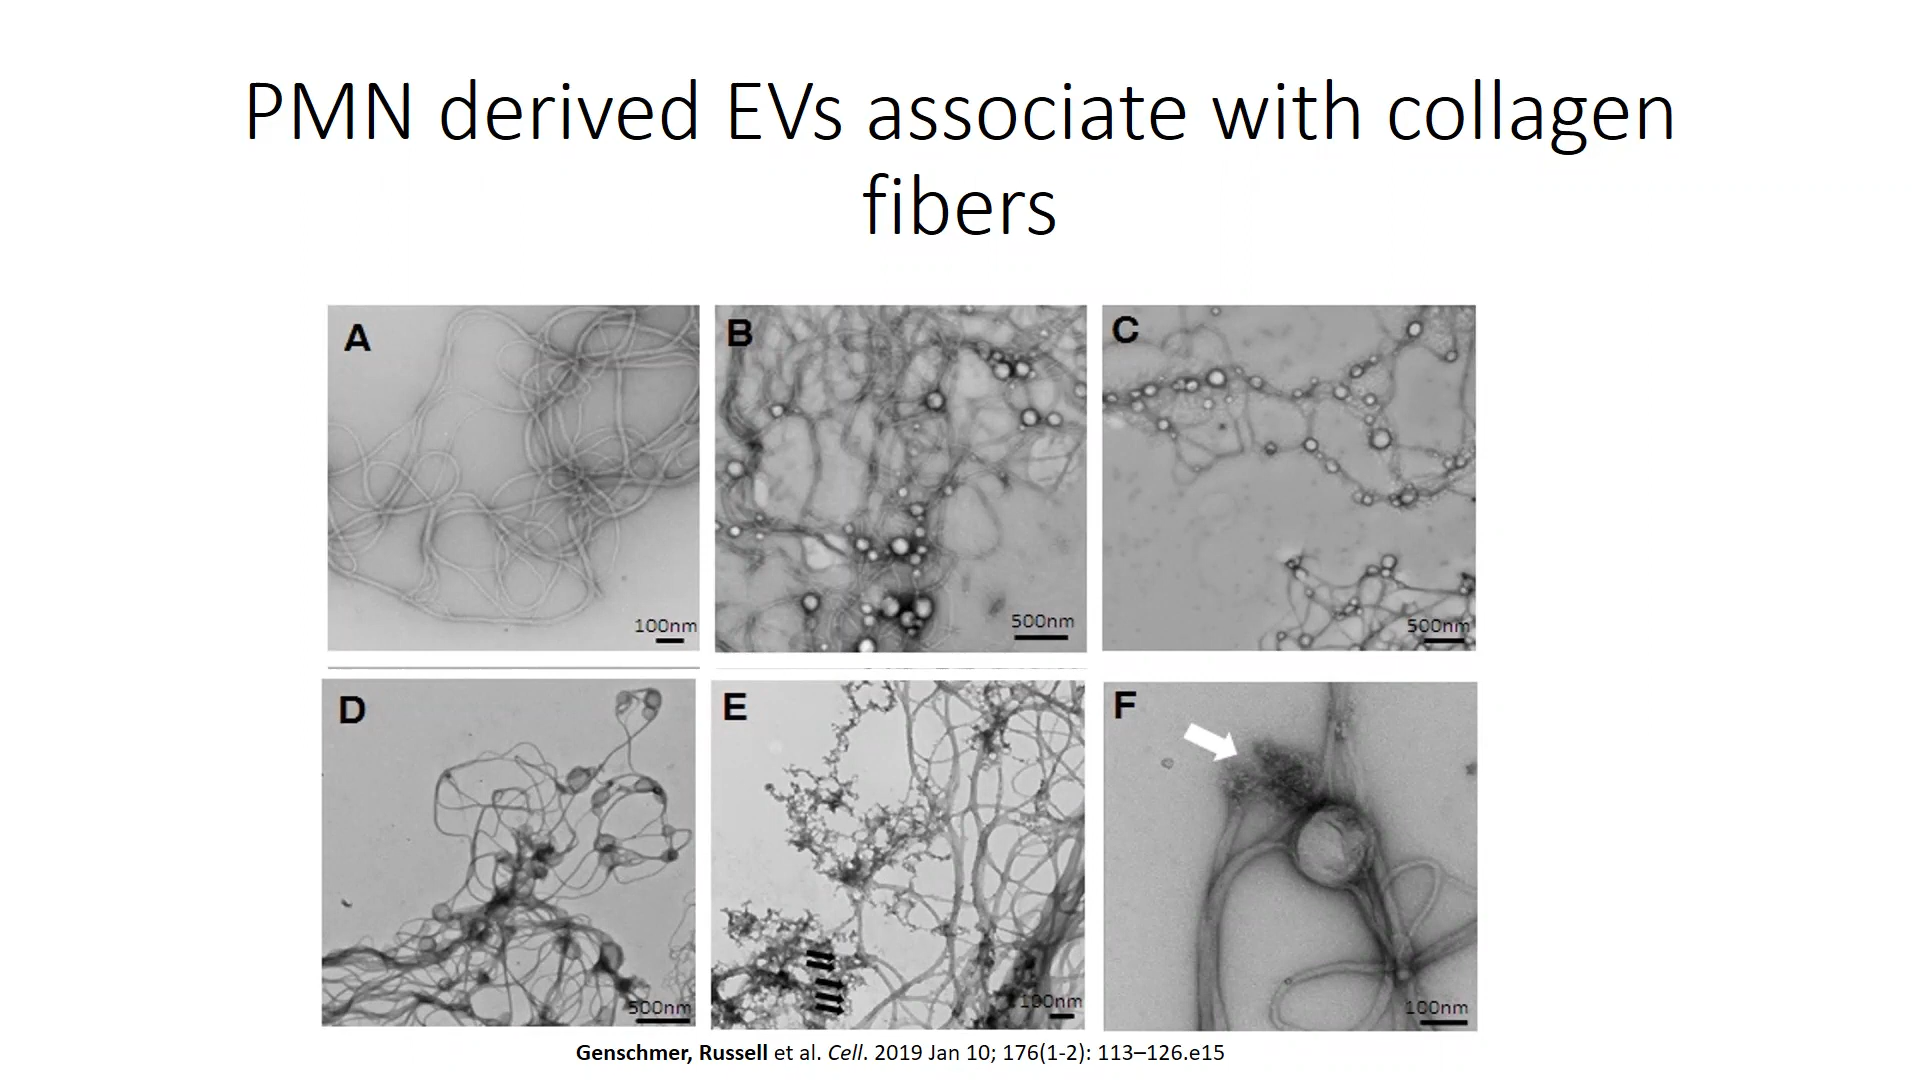 PMN derived EVs associate with collagen
fibers
A
B
C
100nm
500nm
500nm
D
E
F
500nm
100nm
100nm
Genschmer, Russell et al. Cell. 2019 Jan 10; 176(1-2): 113–126.e15